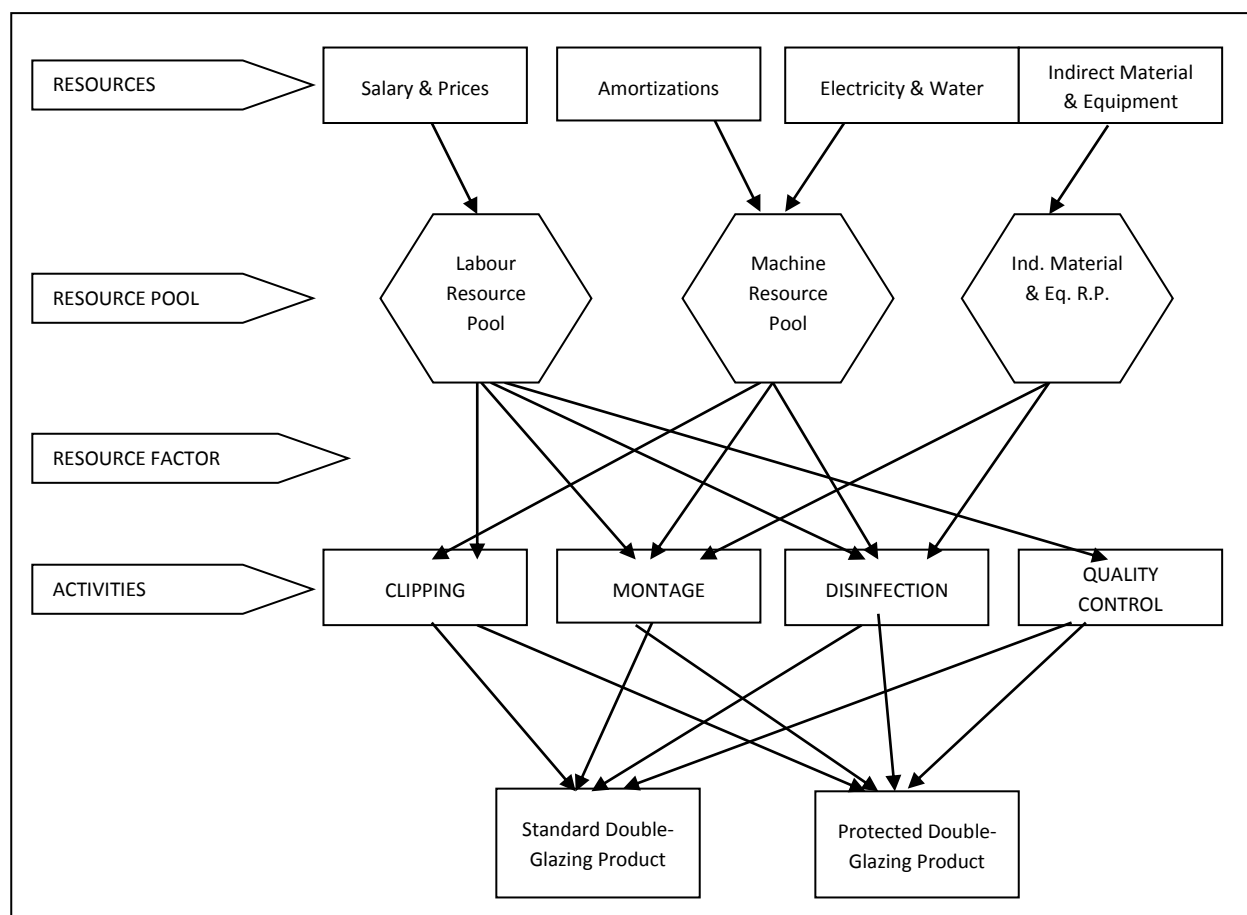 RESOURCES
Salary & Prices
Amortizations
Electricity & Water
Indirect Material
& Equipment
RESOURCE POOL
Labour
Resource
Pool
Machine
Resource
Pool
Ind. Material
& Eq. R.P.
RESOURCE FACTOR
ACTIVITIES
CLIPPING
MONTAGE
DISINFECTION
QUALITY
CONTROL
Standard Double-
Glazing Product
Protected Double-
Glazing Product